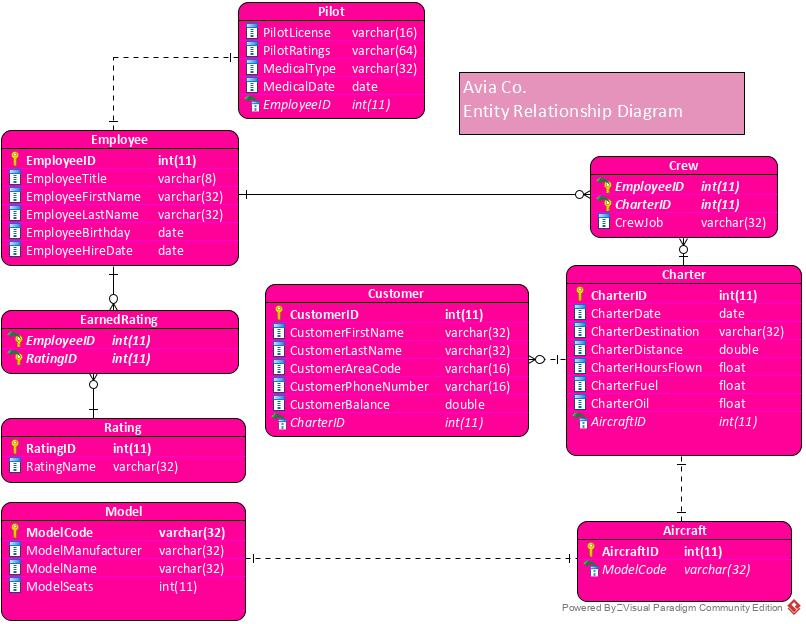 Pilot
PilotLicense varchar(16)
PilotRatings varchar(64)
MedicalType varchar(32)
MedicalDate date
EmployeeID int(11)
Avia Co.
Entity Relationship Diagram
Employee
EmployeeID int(11)
EmployeeTitle varchar(8)
EmployeeFirstName varchar(32)
EmployeeLastName varchar(32)
EmployeeBirthday date
EmployeeHireDate date
Crew
EmployeeID int(11)
CharterID int(11)
CrewJob varchar(32)
EarnedRating
EmployeeID int(11)
RatingID int(11)
Customer
CustomerID int(11)
CustomerFirstName varchar(32)
CustomerLastName varchar(32)
CustomerAreaCode varchar(16)
CustomerPhoneNumber varchar(16)
CustomerBalance double
CharterID int(11)
Charter
CharterID int(11)
CharterDate date
CharterDestination varchar(32)
CharterDistance double
CharterHoursFlown float
CharterFuel float
CharterOil float
AircraftID int(11)
Rating
RatingID int(11)
RatingName varchar(32)
Model
ModelCode varchar(32)
ModelManufacturer varchar(32)
ModelName varchar(32)
ModelSeats int(11)
Aircraft
AircraftID int(11)
ModelCode varchar(32)
Powered By Visual Paradigm Community Edition